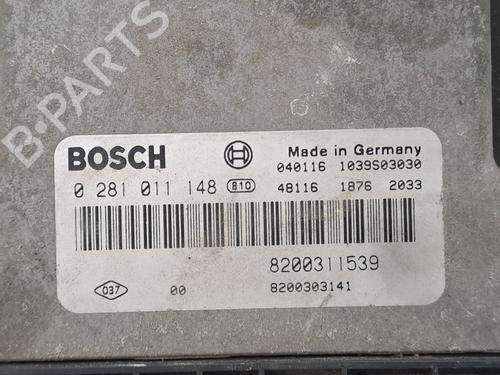 B-PARTS
BOSCH
Made in Germany
040116 1039S03030
0 281 011 148 810
48116 1876 2033
8200311539
037 00 8200303141